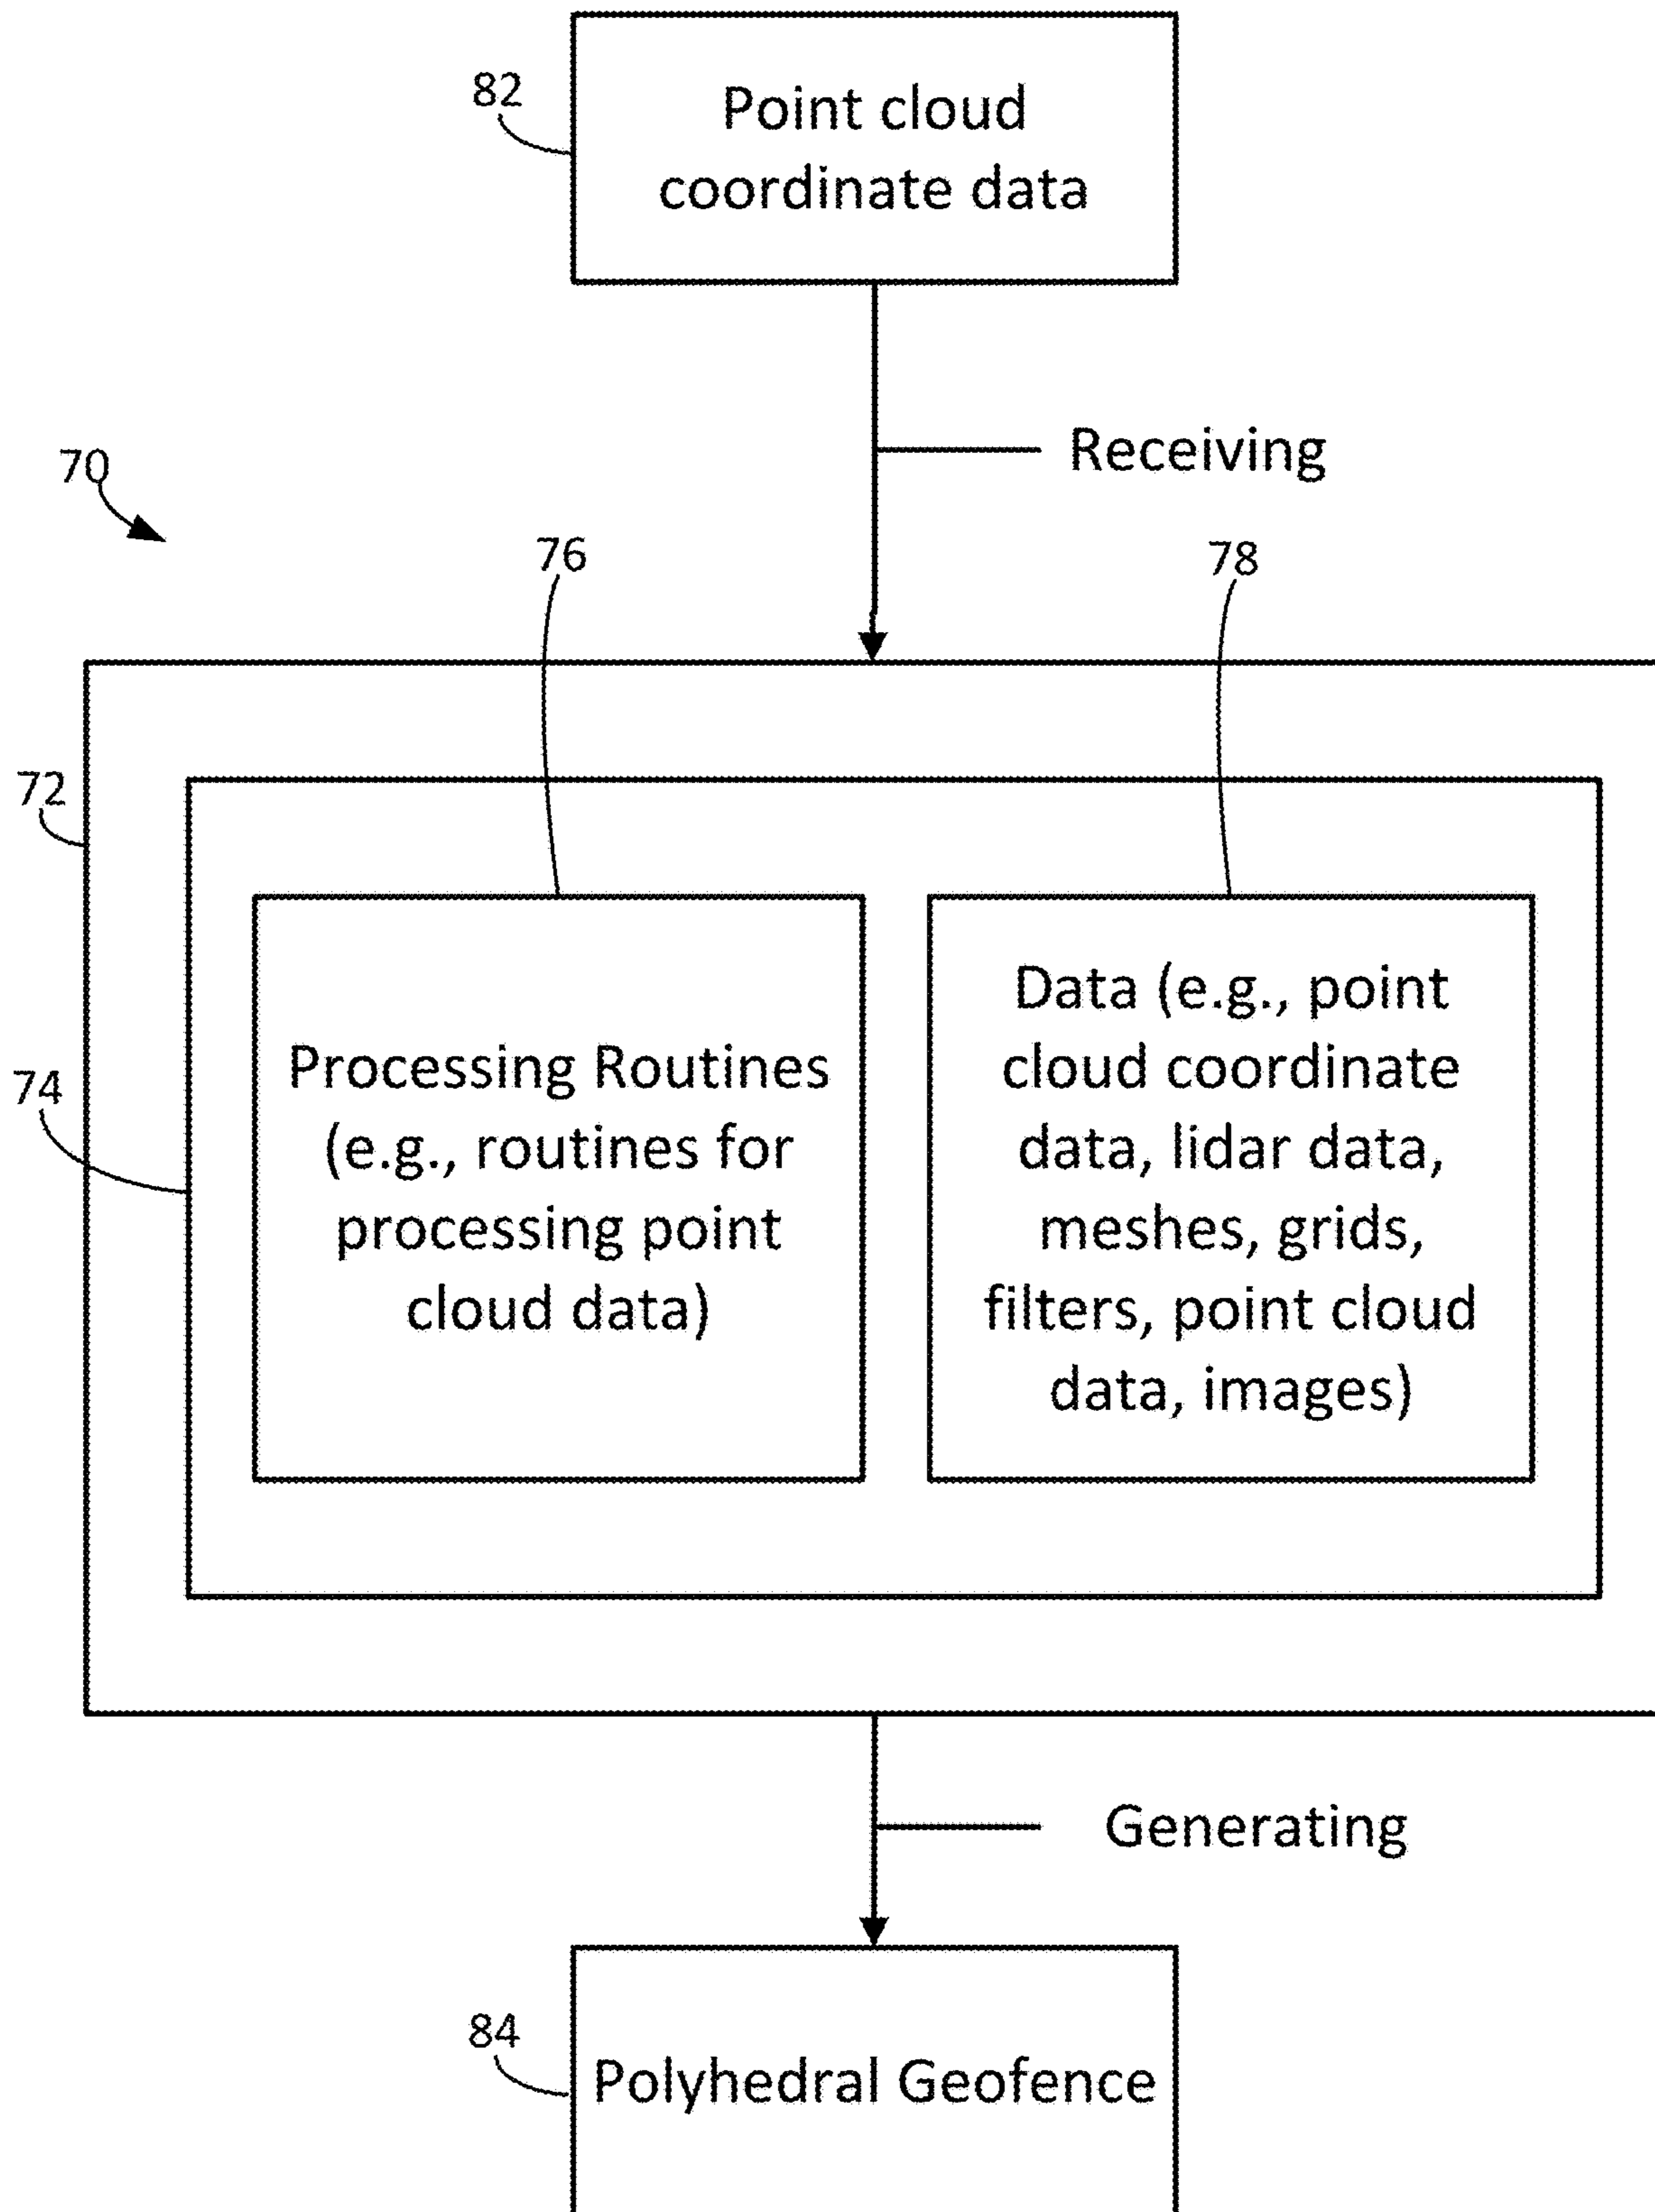 82
Point cloud
coordinate data
Receiving
70
76
78
72
74
Processing Routines
(e.g., routines for
processing point
cloud data)
Data (e.g., point
cloud coordinate
data, lidar data,
meshes, grids,
filters, point cloud
data, images)
Generating
84
Polyhedral Geofence